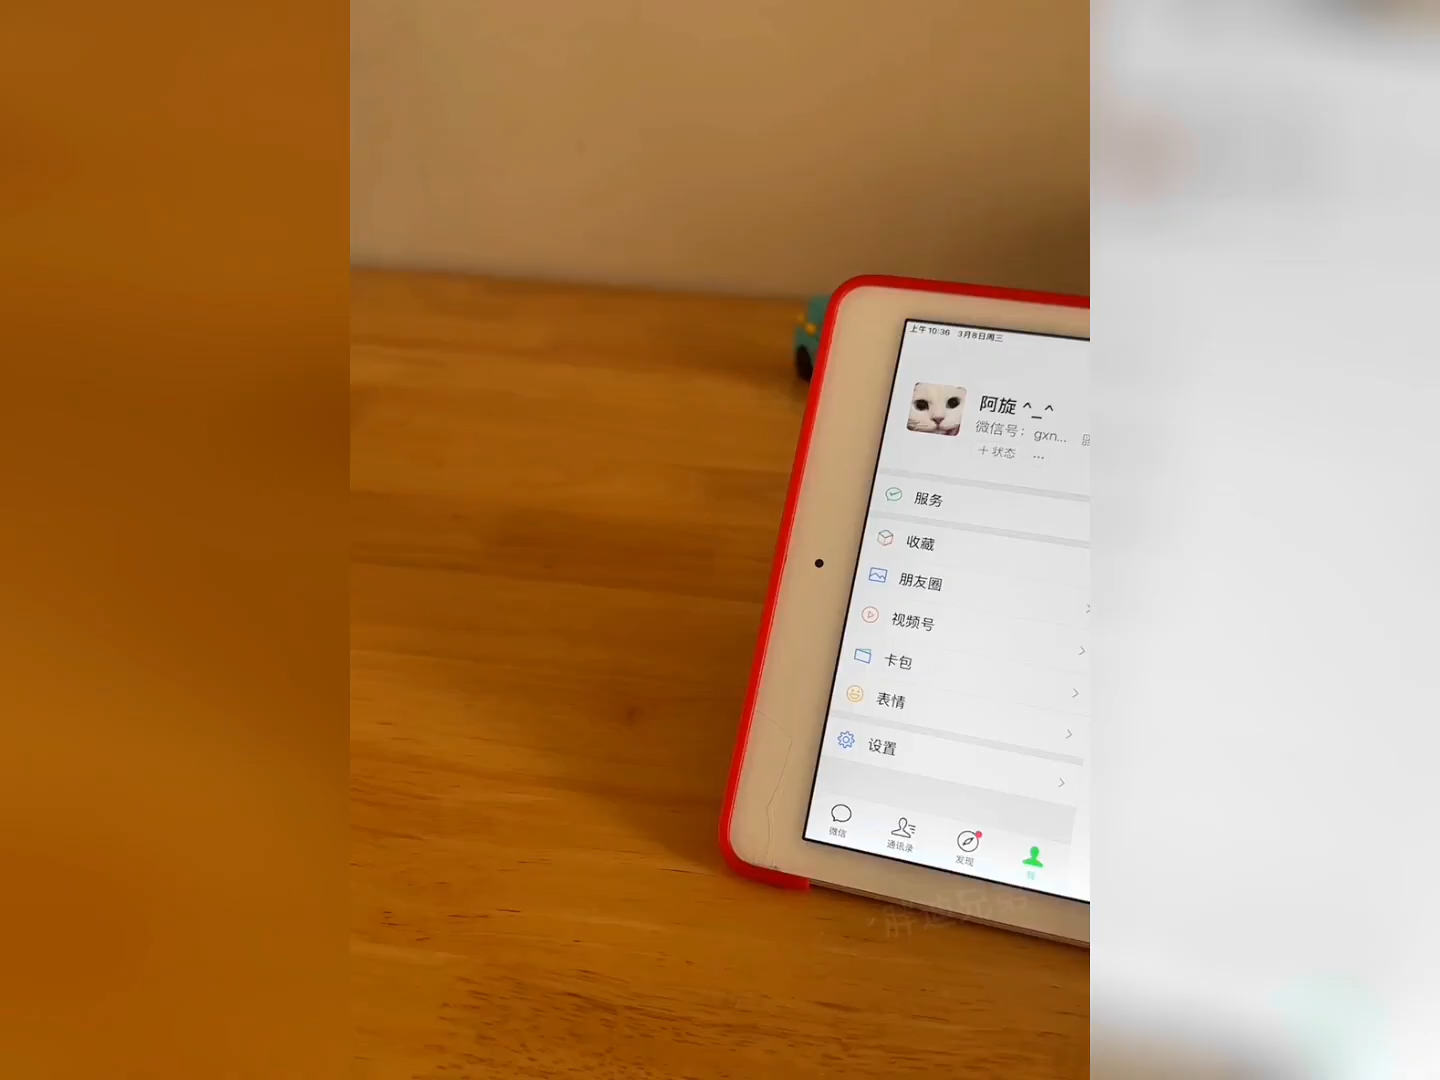 上午10:36 3月8日周三
阿旋 ^_^
微信号：gxn...
+ 状态 ...
服务
收藏
朋友圈
视频号
卡包
表情
设置
微信 通讯录 发现 我